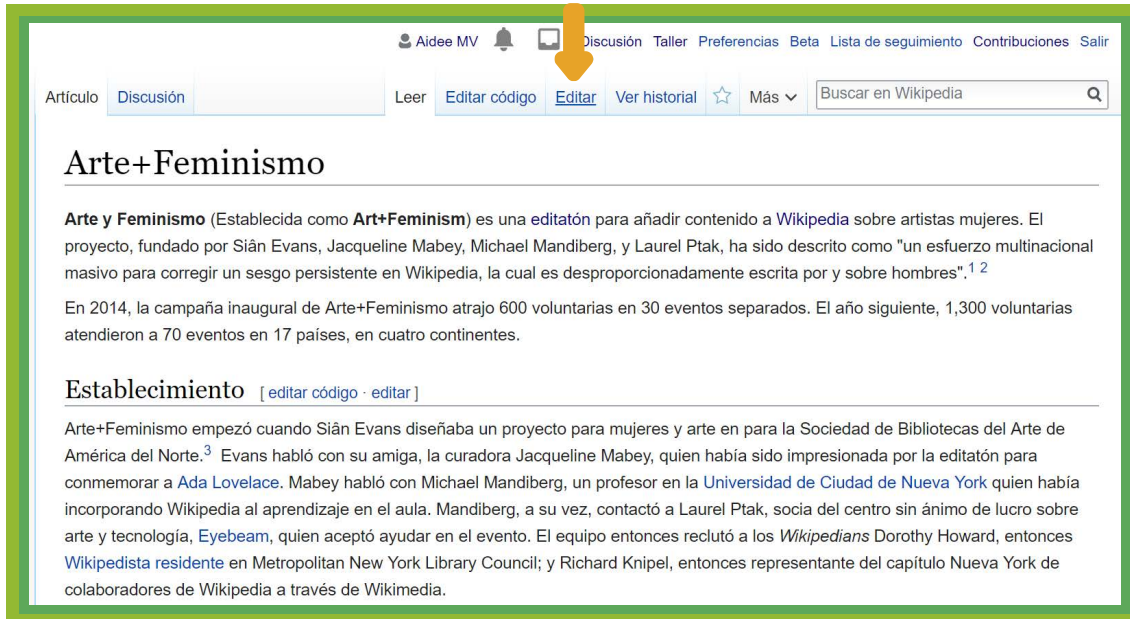 Aidee MV Discusión Taller Preferencias Beta Lista de seguimiento Contribuciones Salir
Artículo Discusión Leer Editar código Editar Ver historial Más Buscar en Wikipedia
Arte+Feminismo
Arte y Feminismo (Establecida como Art+Feminism) es una editatón para añadir contenido a Wikipedia sobre artistas mujeres. El
proyecto, fundado por Siân Evans, Jacqueline Mabey, Michael Mandiberg, y Laurel Ptak, ha sido descrito como "un esfuerzo multinacional
masivo para corregir un sesgo persistente en Wikipedia, la cual es desproporcionadamente escrita por y sobre hombres".1 2
En 2014, la campaña inaugural de Arte+Feminismo atrajo 600 voluntarias en 30 eventos separados. El año siguiente, 1,300 voluntarias
atendieron a 70 eventos en 17 países, en cuatro continentes.
Establecimiento [ editar código · editar ]
Arte+Feminismo empezó cuando Siân Evans diseñaba un proyecto para mujeres y arte en para la Sociedad de Bibliotecas del Arte de
América del Norte.3 Evans habló con su amiga, la curadora Jacqueline Mabey, quien había sido impresionada por la editatón para
conmemorar a Ada Lovelace. Mabey habló con Michael Mandiberg, un profesor en la Universidad de Ciudad de Nueva York quien había
incorporando Wikipedia al aprendizaje en el aula. Mandiberg, a su vez, contactó a Laurel Ptak, socia del centro sin ánimo de lucro sobre
arte y tecnología, Eyebeam, quien aceptó ayudar en el evento. El equipo entonces reclutó a los Wikipedians Dorothy Howard, entonces
Wikipedista residente en Metropolitan New York Library Council; y Richard Knipel, entonces representante del capítulo Nueva York de
colaboradores de Wikipedia a través de Wikimedia.